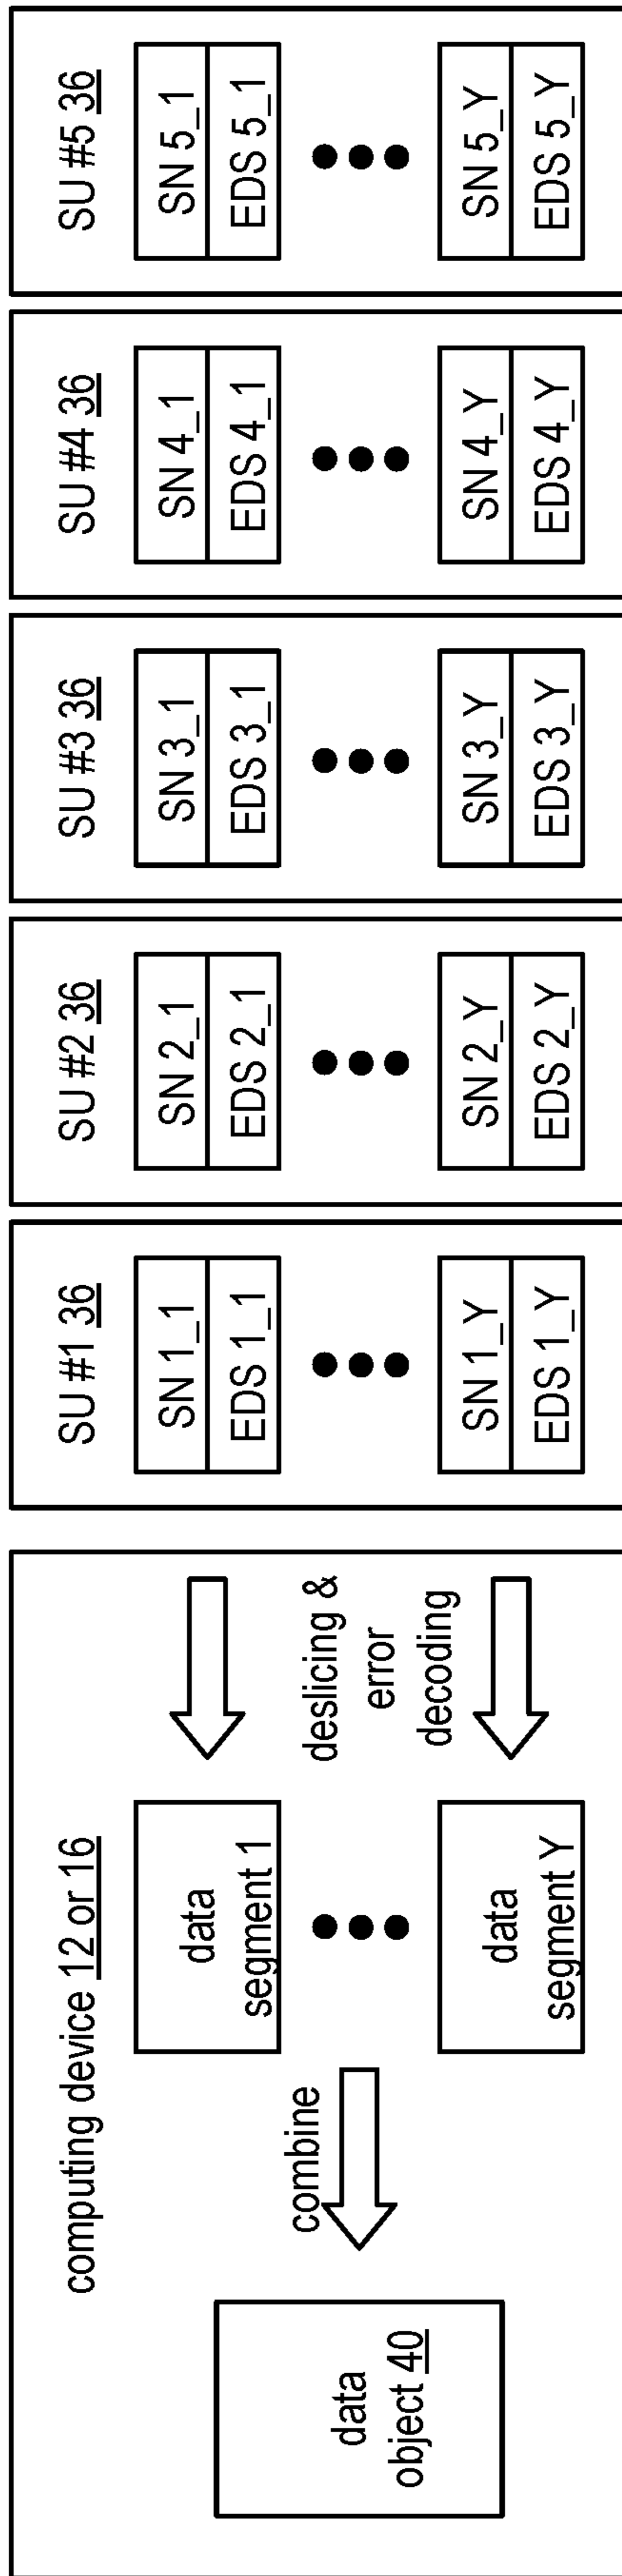 computing device 12 or 16
data
object 40
combine
data
segment 1
data
segment Y
deslicing &
error
decoding
SU #1 36
SN 1_1
EDS 1_1
SN 1_Y
EDS 1_Y
SU #2 36
SN 2_1
EDS 2_1
SN 2_Y
EDS 2_Y
SU #3 36
SN 3_1
EDS 3_1
SN 3_Y
EDS 3_Y
SU #4 36
SN 4_1
EDS 4_1
SN 4_Y
EDS 4_Y
SU #5 36
SN 5_1
EDS 5_1
SN 5_Y
EDS 5_Y